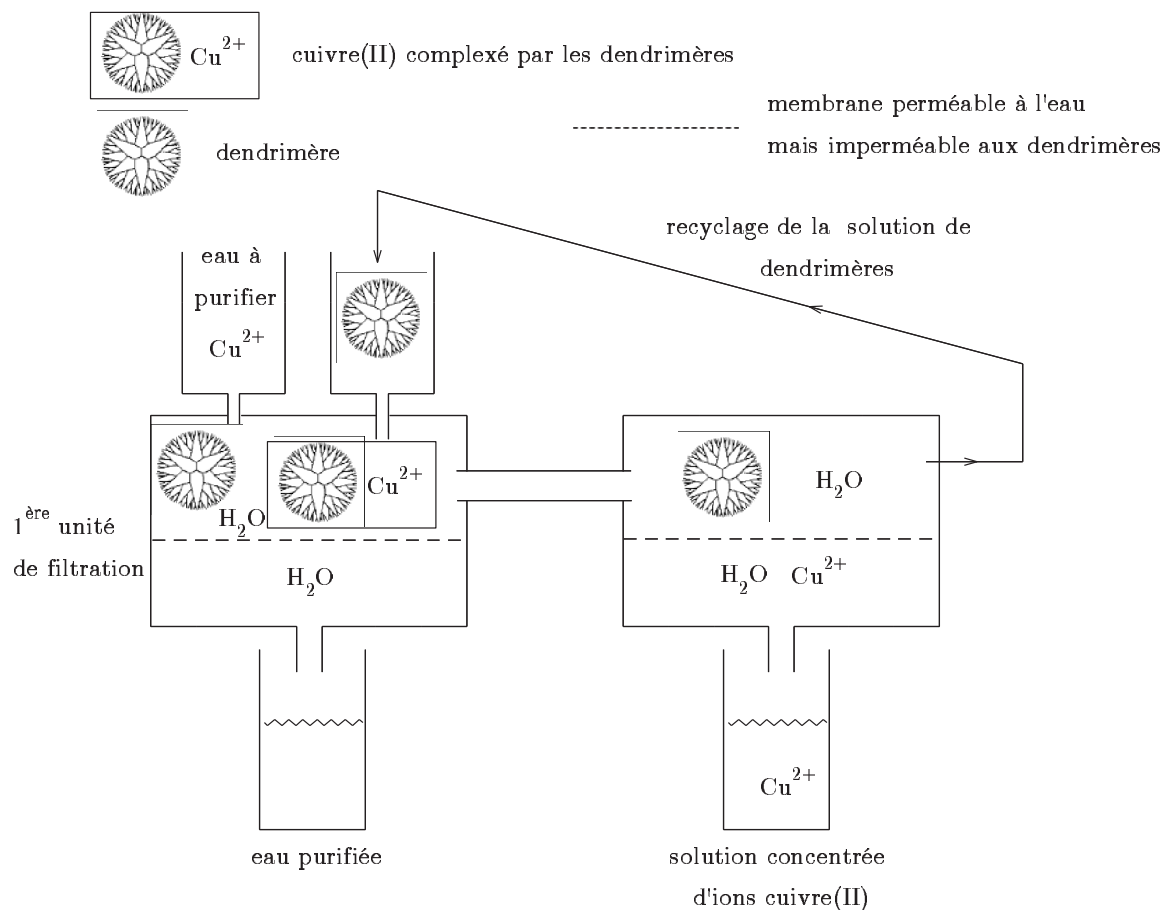 Cu2+
cuivre(II) complexé par les dendrimères
dendrimère
membrane perméable à l'eau
mais imperméable aux dendrimères
recyclage de la solution de
dendrimères
eau à
purifier
Cu2+
1ère unité
de filtration
Cu2+
H2O
H2O
H2O
H2O Cu2+
Cu2+
eau purifiée
solution concentrée
d'ions cuivre(II)